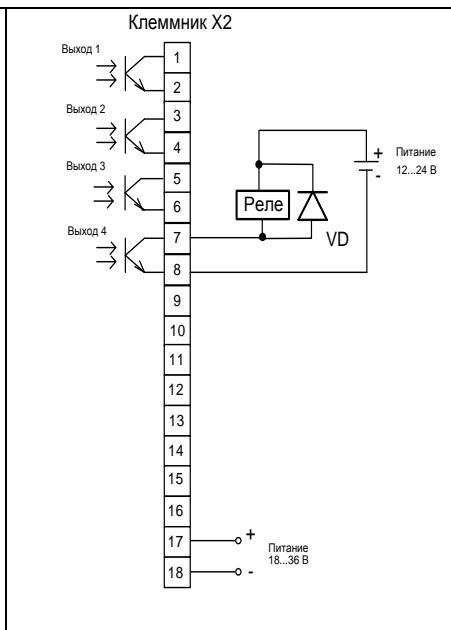 Клеммник X2
Выход 1
1
2
Выход 2
3
4
Выход 3
5
6
Выход 4
7
8
Реле
VD
+
Питание
12...24 В
-
9
10
11
12
13
14
15
16
17
+
Питание
18...36 В
18
-